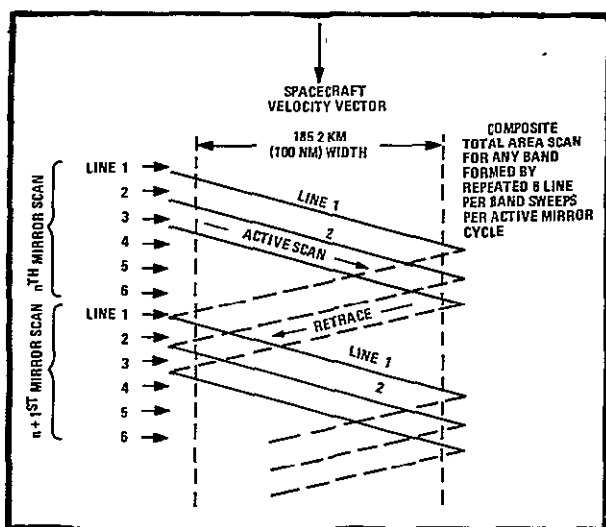 SPACECRAFT
VELOCITY VECTOR
185.2 KM
(100 NM) WIDTH
COMPOSITE
TOTAL AREA SCAN
FOR ANY BAND
FORMED BY
REPEATED 6 LINE
PER BAND SWEEPS
PER ACTIVE MIRROR
CYCLE
nTH MIRROR SCAN
LINE 1
2
3
4
5
6
LINE 1
2
ACTIVE SCAN
RETRACE
n + 1ST MIRROR SCAN
LINE 1
2
3
4
5
6
LINE 1
2